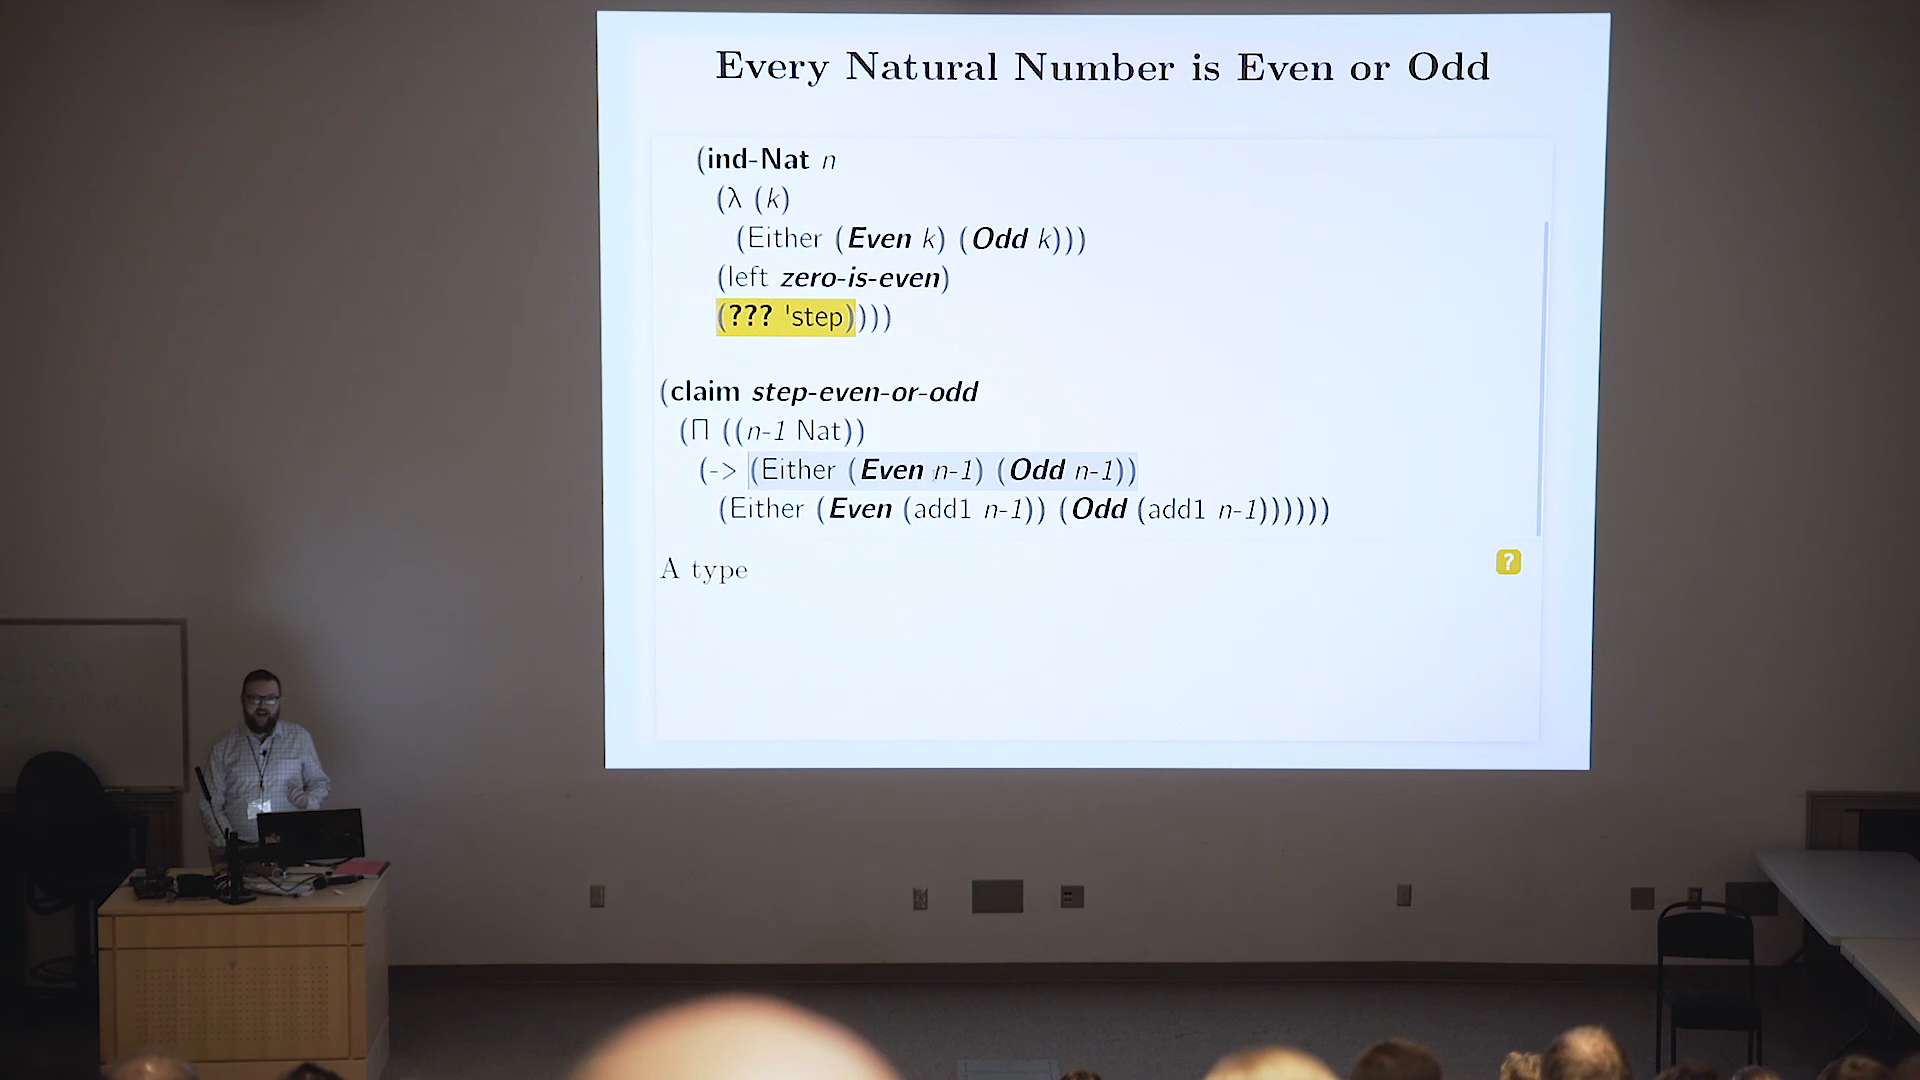 Every Natural Number is Even or Odd
(ind-Nat n
(λ (k)
(Either (Even k) (Odd k)))
(left zero-is-even)
(??? 'step))))
(claim step-even-or-odd
(Π ((n-1 Nat))
(-> (Either (Even n-1) (Odd n-1))
(Either (Even (add1 n-1)) (Odd (add1 n-1))))))
A type
?